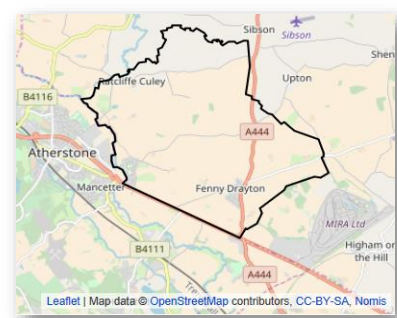 Sibson
Sibson
Shen
Ratcliffe Culey
Upton
B4116
A444
Atherstone
Mancetter
Fenny Drayton
MIRA Ltd
B4111
Higham on
the Hill
A444
Tre
Leaflet | Map data © OpenStreetMap contributors, CC-BY-SA, Nomis